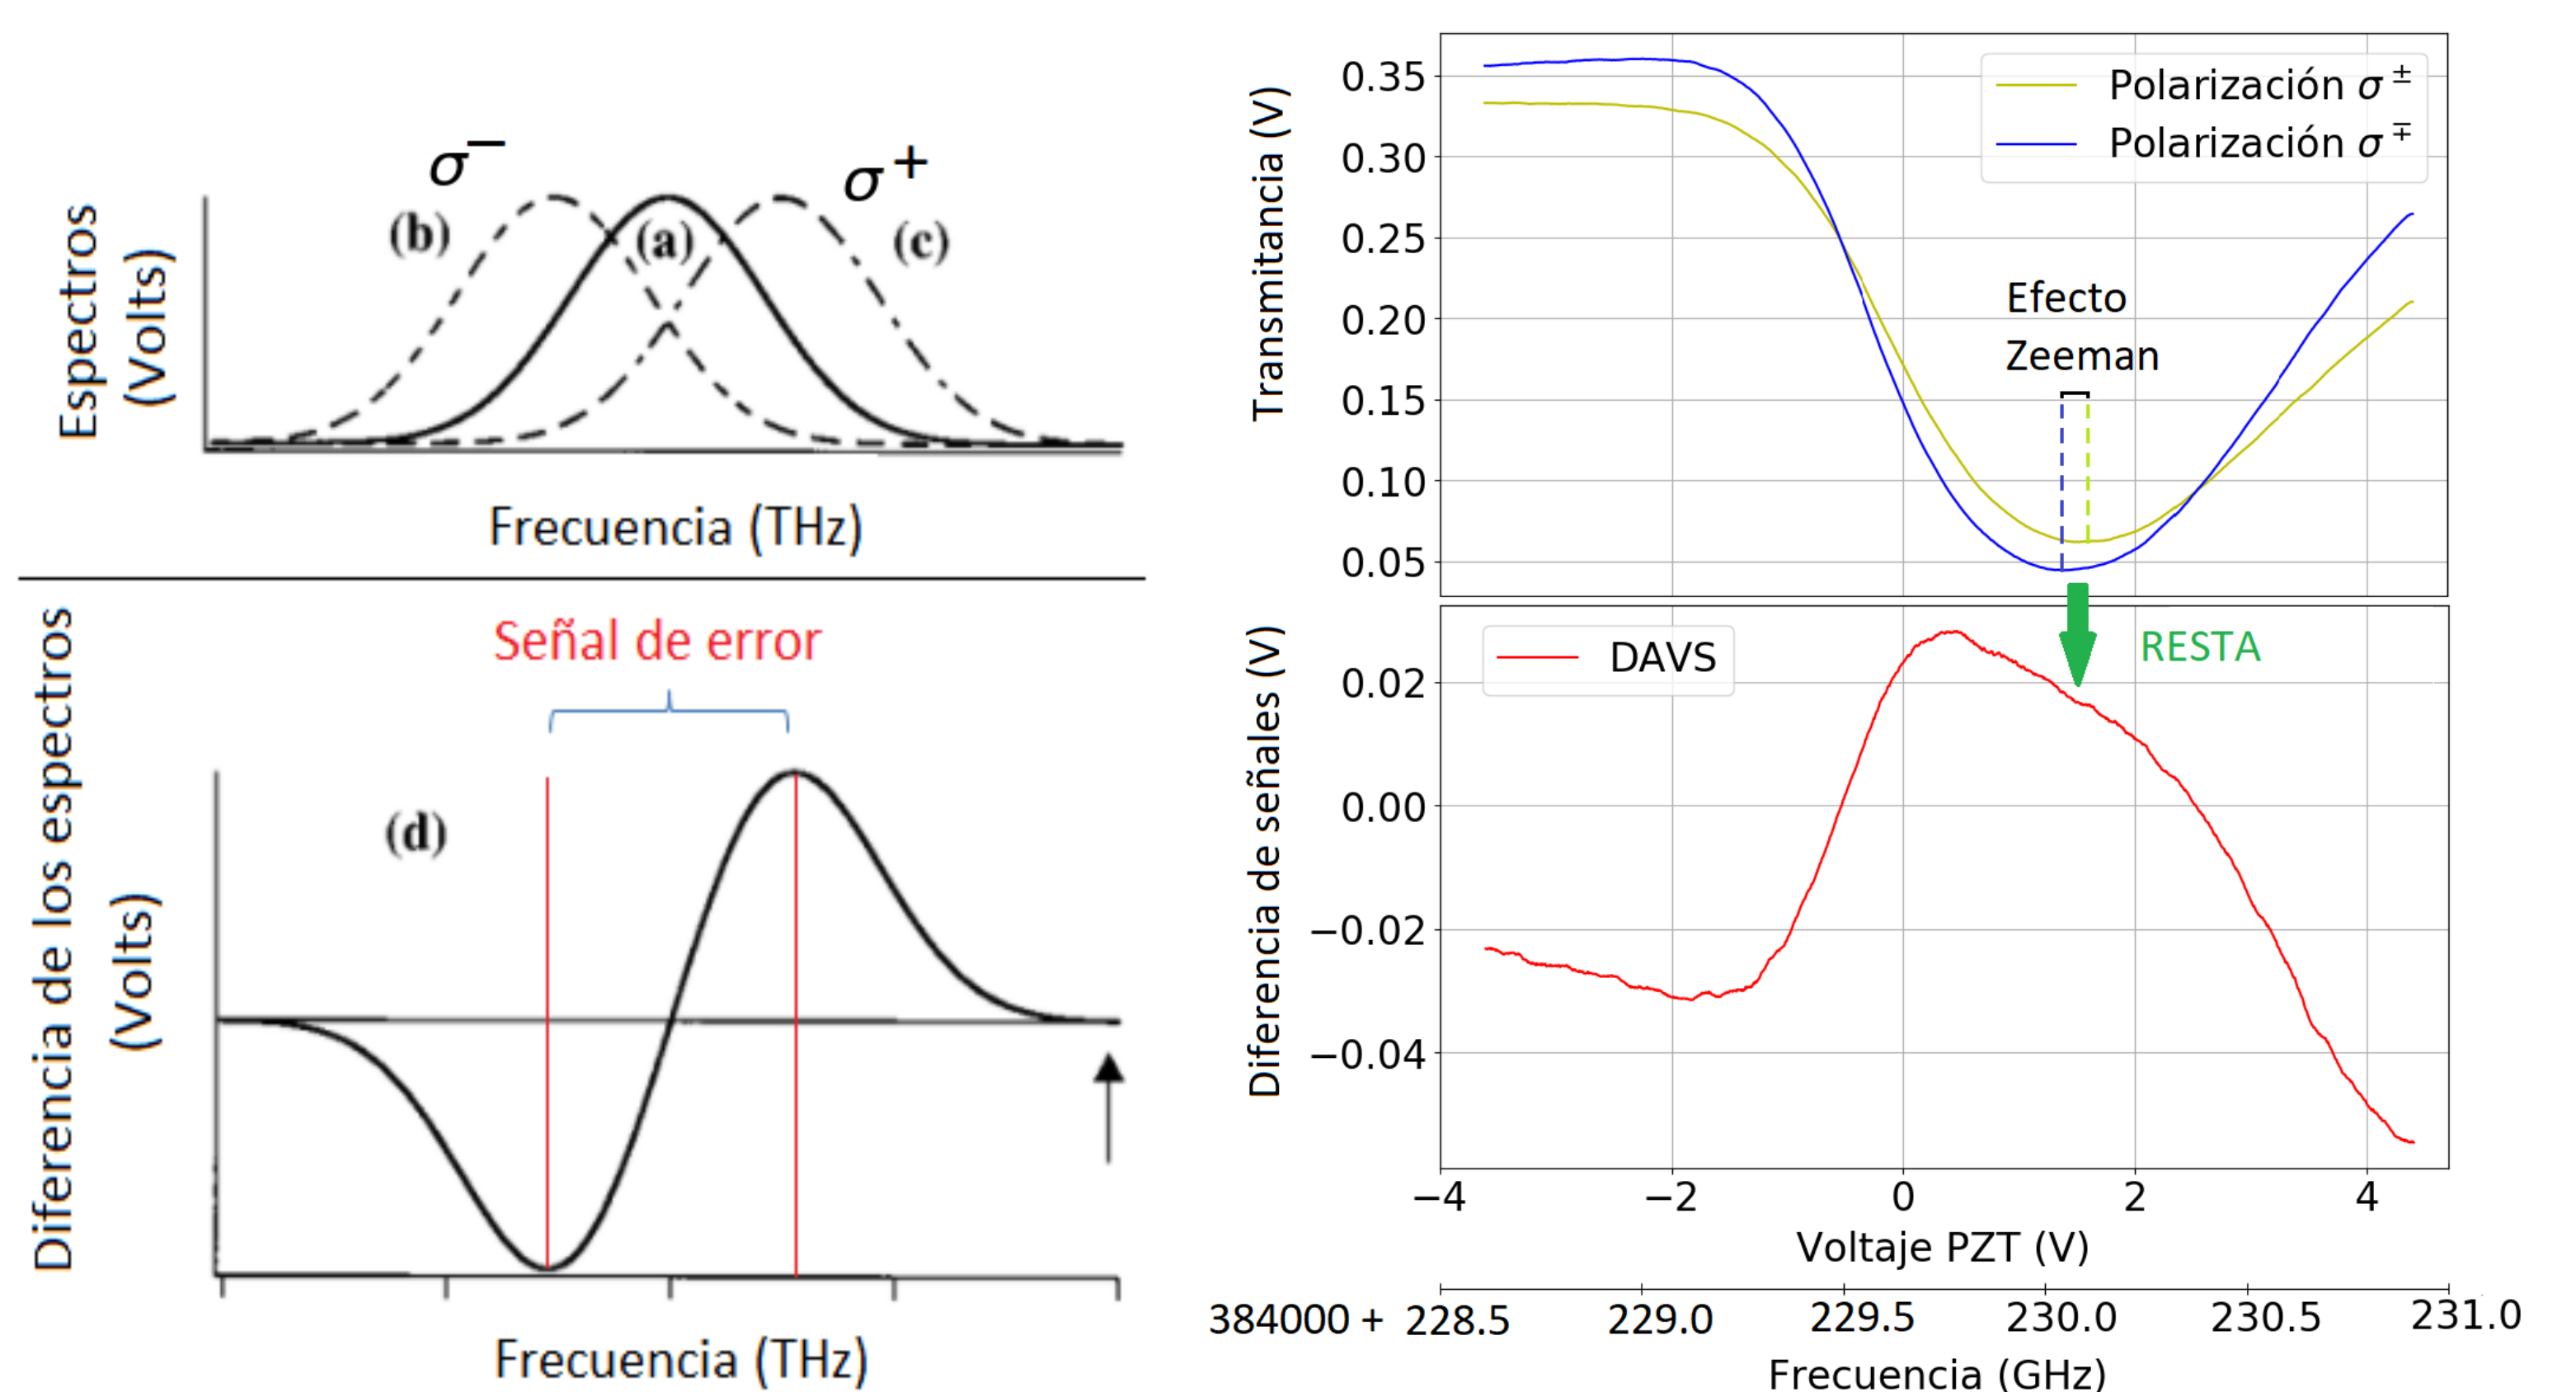 σ⁻
σ⁺
(b)
(a)
(c)
Espectros
(Volts)
Frecuencia (THz)
Señal de error
(d)
Diferencia de los espectros
(Volts)
Frecuencia (THz)
Transmitancia (V)
0.35
0.30
0.25
0.20
0.15
0.10
0.05
Polarización σ±
Polarización σ∓
Efecto
Zeeman
RESTA
DAVS
Diferencia de señales (V)
0.02
0.00
−0.02
−0.04
−4 −2 0 2 4
Voltaje PZT (V)
384000 + 228.5 229.0 229.5 230.0 230.5 231.0
Frecuencia (GHz)